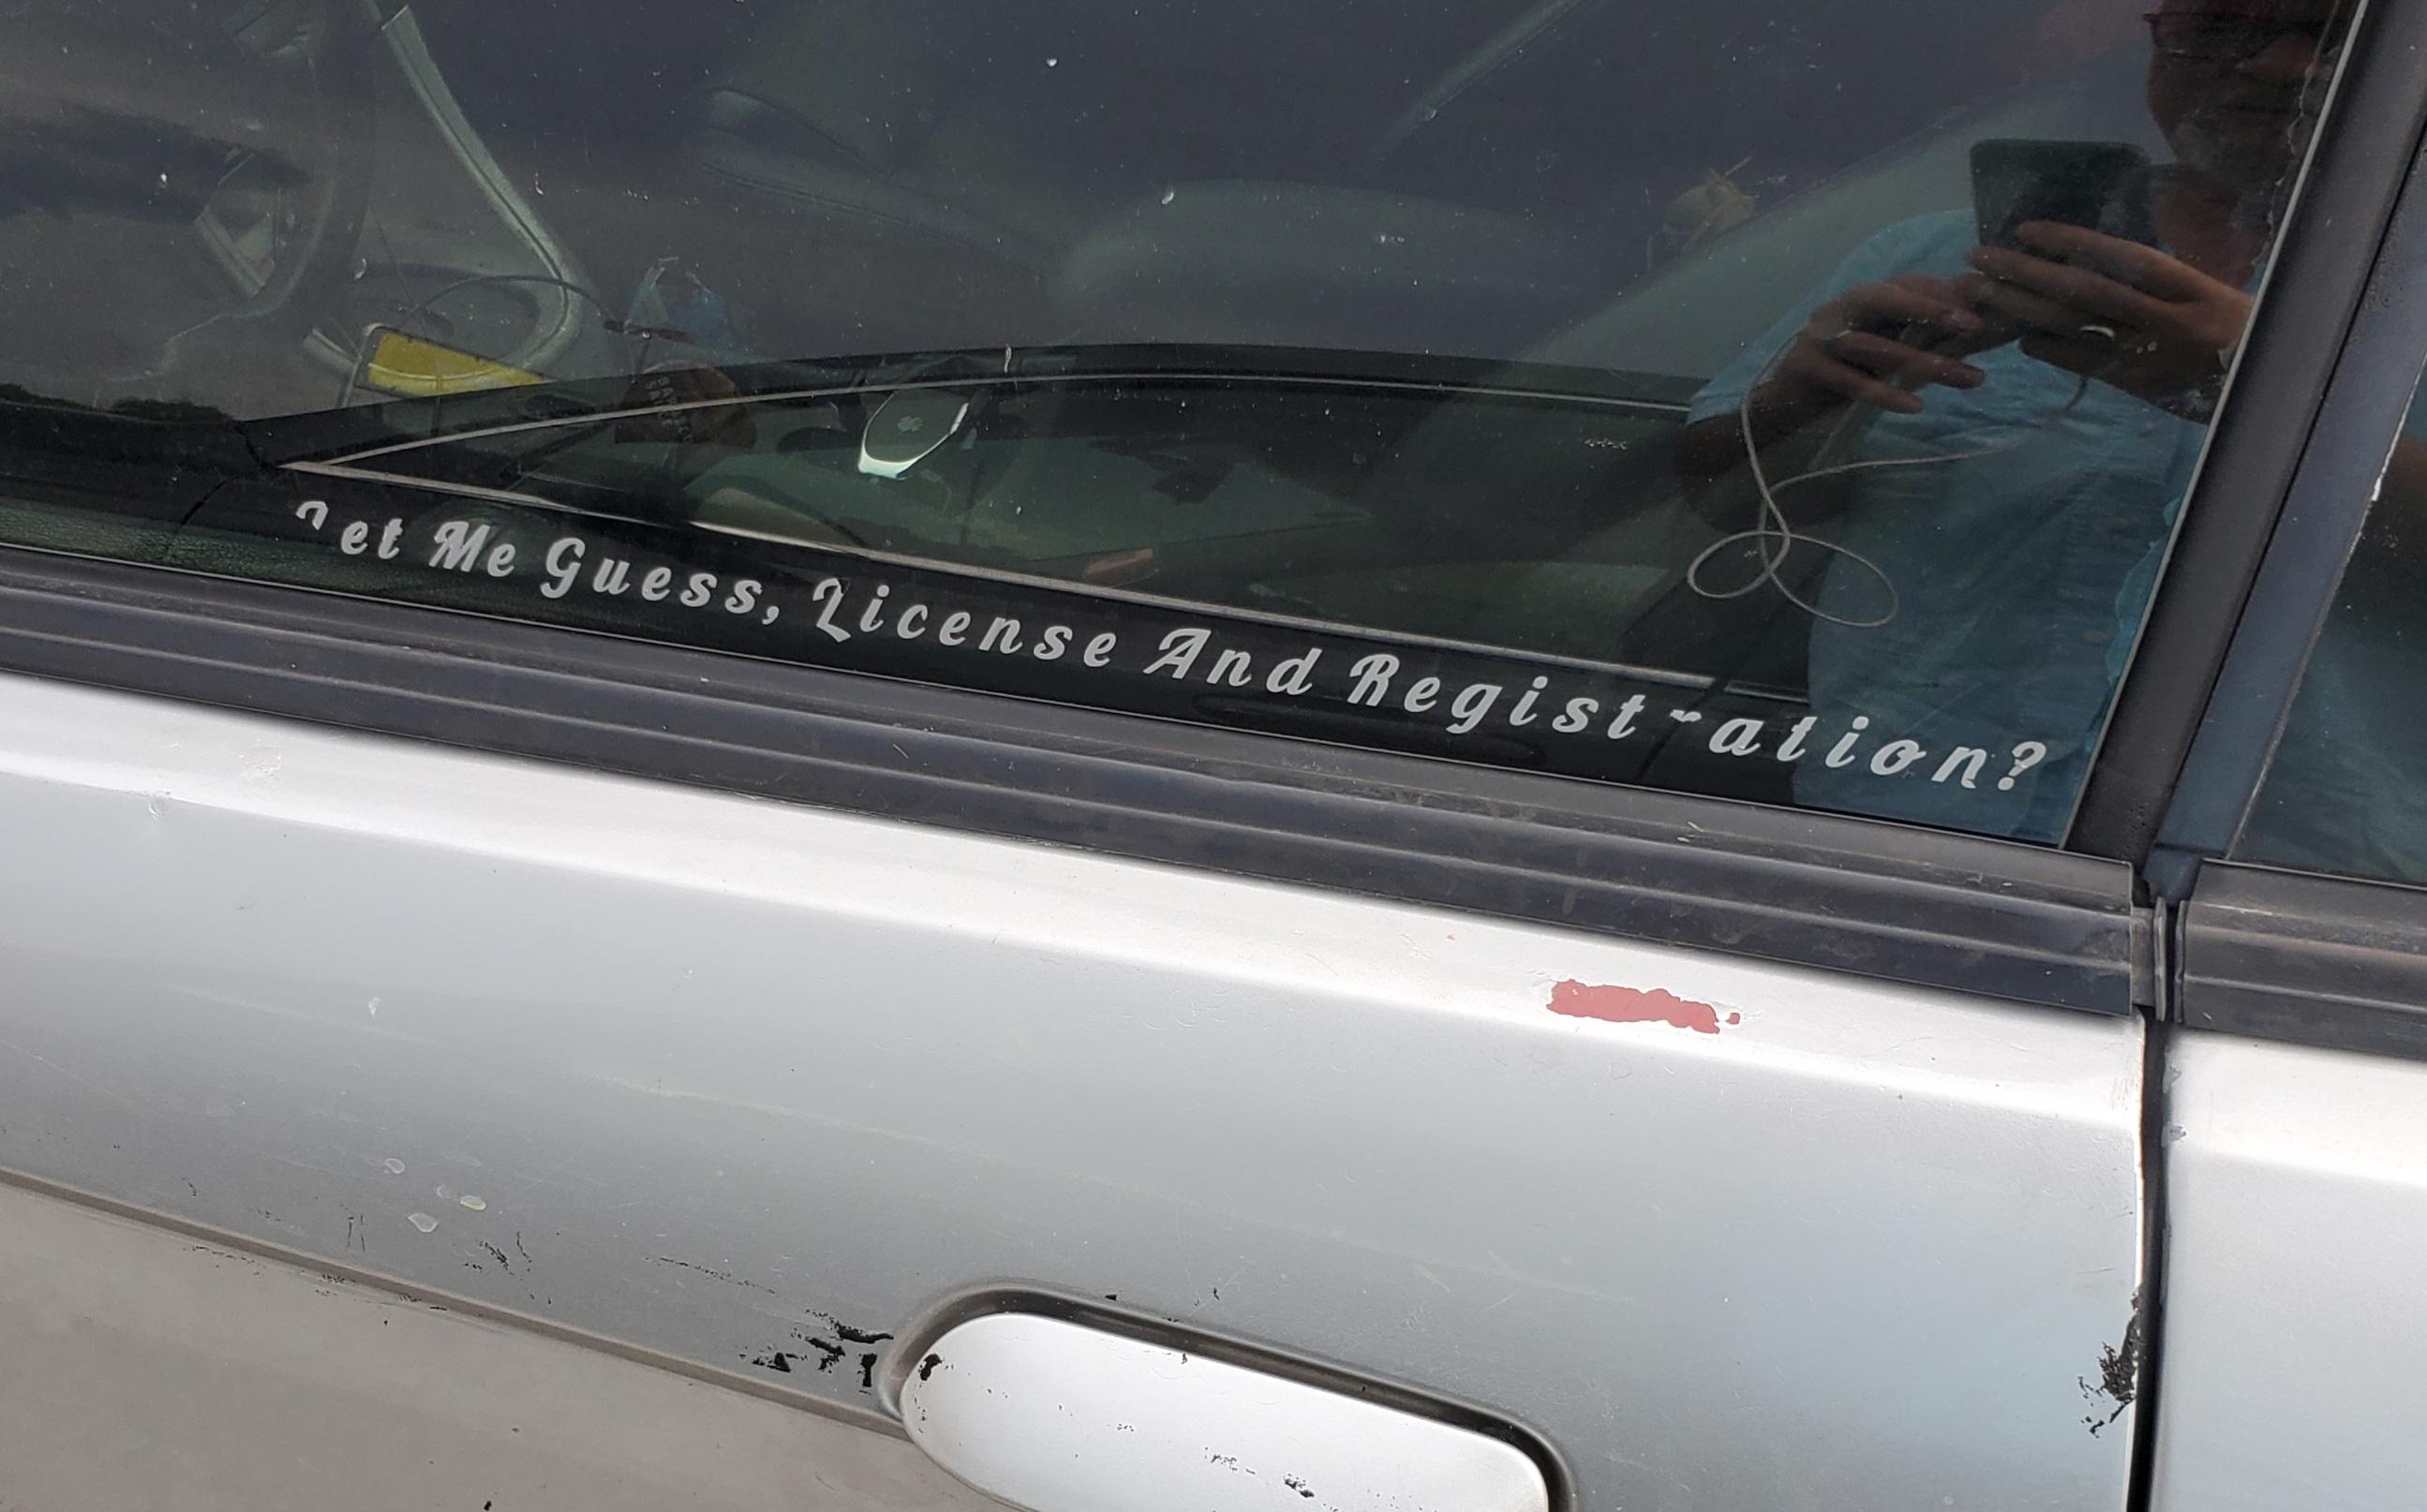 Let Me Guess, License And Registration?